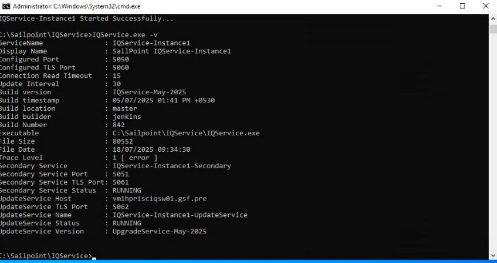 Administrator: C:\Windows\System32\cmd.exe
IQService-Instance1 Started Successfully...
C:\Sailpoint\IQService>IQService.exe -v
ServiceName : IQService-Instance1
Display Name : SailPoint IQService-Instance1
Configured Port : 5050
Configured TLS Port : 5060
Connection Read Timeout : 15
Update Interval : 30
Build version : IQService-May-2025
Build timestamp : 05/07/2025 01:41 PM +0530
Build location : master
Build builder : jenkins
Build Number : 842
Executable : C:\Sailpoint\IQService\IQService.exe
File Size : 80552
File Date : 18/07/2025 09:34:30
Trace Level : 1 [ error ]
Secondary Service : IQService-Instance1-Secondary
Secondary Service Port : 5051
Secondary Service TLS Port: 5061
Secondary Service Status : RUNNING
UpdateService Host : vmihprisciqsw01.gsf.pre
UpdateService TLS Port : 5062
UpdateService Name : IQService-Instance1-UpdateService
UpdateService Status : RUNNING
UpdateService Version : UpgradeService-May-2025
C:\Sailpoint\IQService>